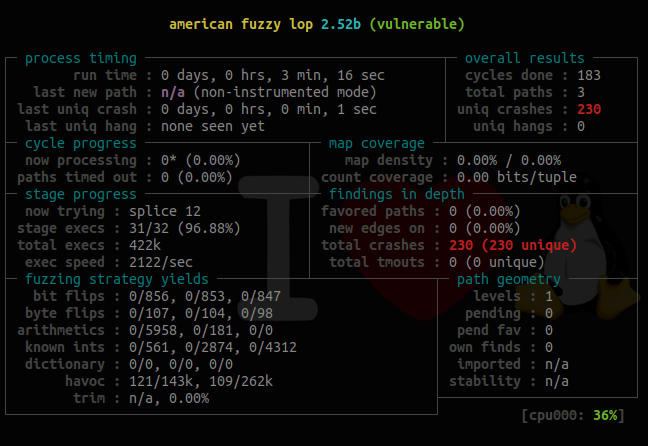 american fuzzy lop 2.52b (vulnerable)
process timing overall results
run time : 0 days, 0 hrs, 3 min, 16 sec cycles done : 183
last new path : n/a (non-instrumented mode) total paths : 3
last uniq crash : 0 days, 0 hrs, 0 min, 1 sec uniq crashes : 230
last uniq hang : none seen yet uniq hangs : 0
cycle progress map coverage
now processing : 0* (0.00%) map density : 0.00% / 0.00%
paths timed out : 0 (0.00%) count coverage : 0.00 bits/tuple
stage progress findings in depth
now trying : splice 12 favored paths : 0 (0.00%)
stage execs : 31/32 (96.88%) new edges on : 0 (0.00%)
total execs : 422k total crashes : 230 (230 unique)
exec speed : 2122/sec total tmouts : 0 (0 unique)
fuzzing strategy yields path geometry
bit flips : 0/856, 0/853, 0/847 levels : 1
byte flips : 0/107, 0/104, 0/98 pending : 0
arithmetics : 0/5958, 0/181, 0/0 pend fav : 0
known ints : 0/561, 0/2874, 0/4312 own finds : 0
dictionary : 0/0, 0/0, 0/0 imported : n/a
havoc : 121/143k, 109/262k stability : n/a
trim : n/a, 0.00%
[cpu000: 36%]
I